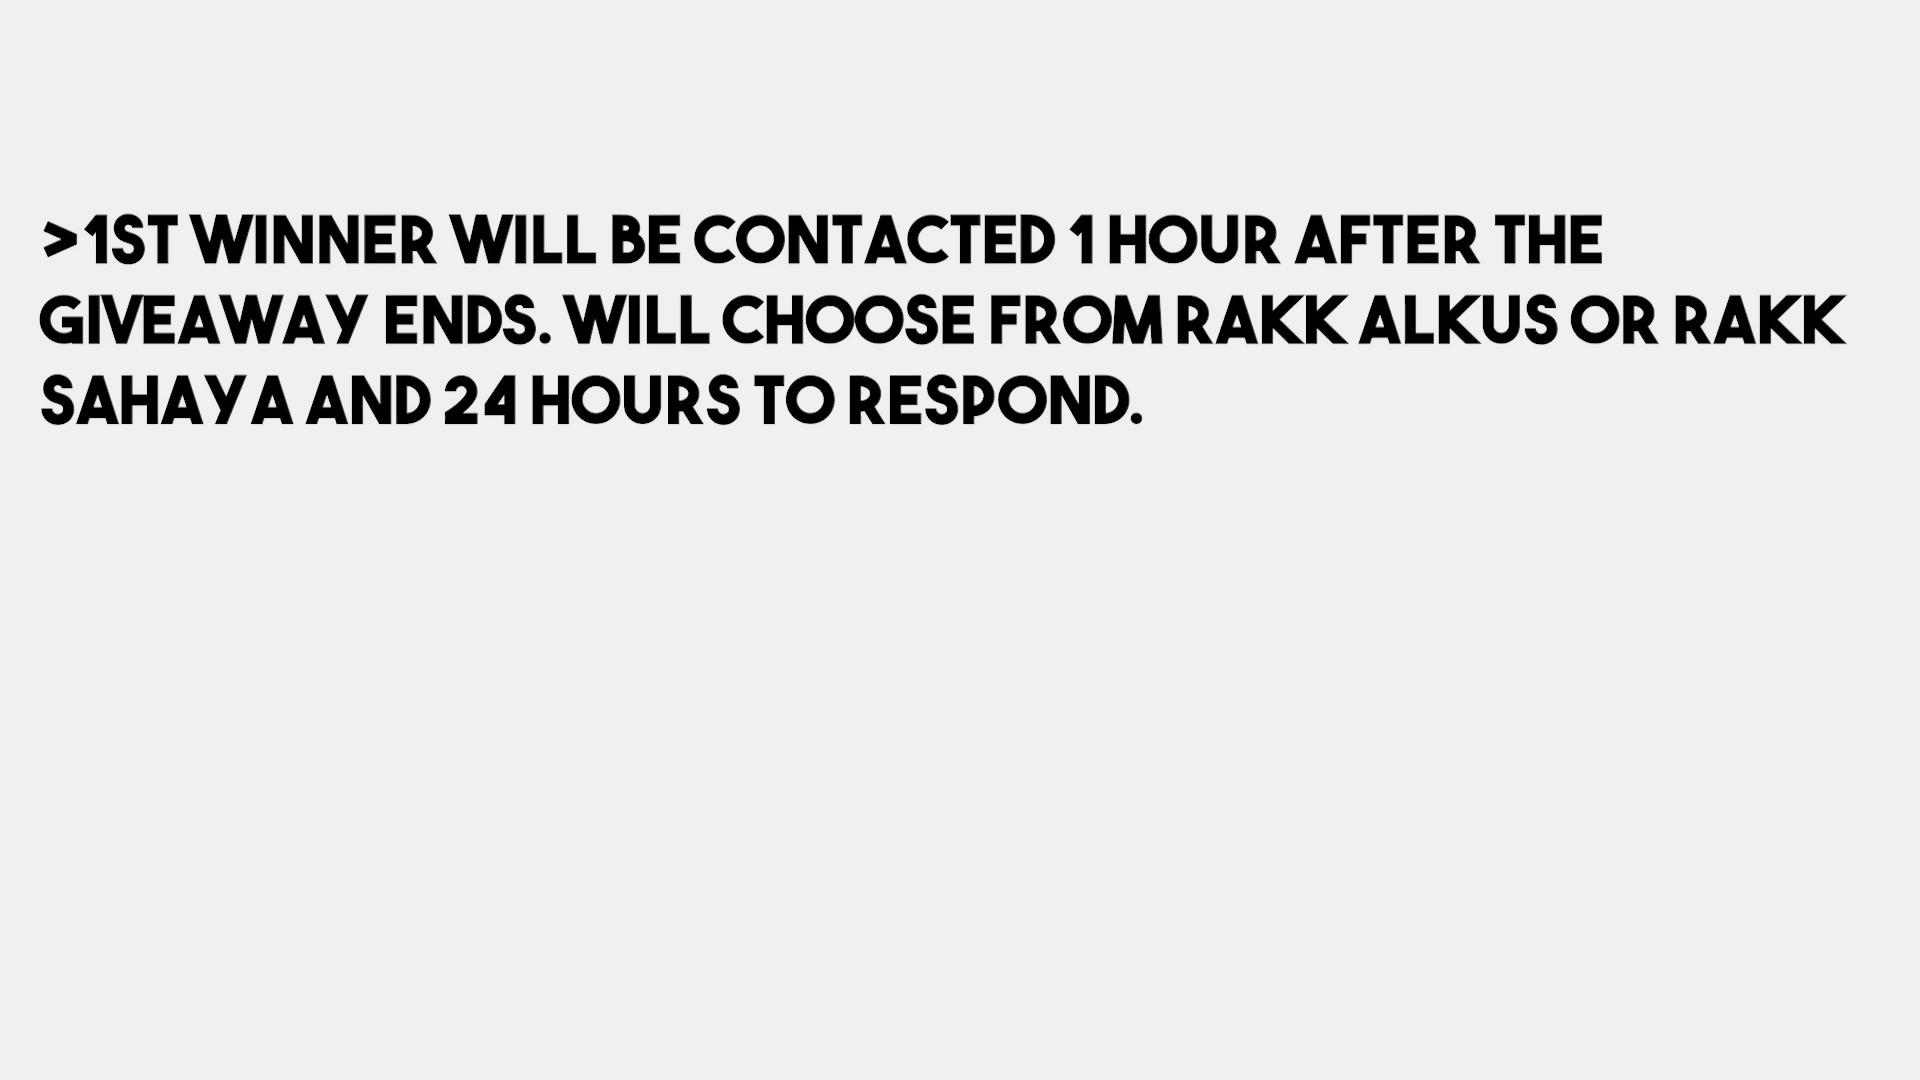 >1ST WINNER WILL BE CONTACTED 1 HOUR AFTER THE
GIVEAWAY ENDS. WILL CHOOSE FROM RAKK ALKUS OR RAKK
SAHAYA AND 24 HOURS TO RESPOND.